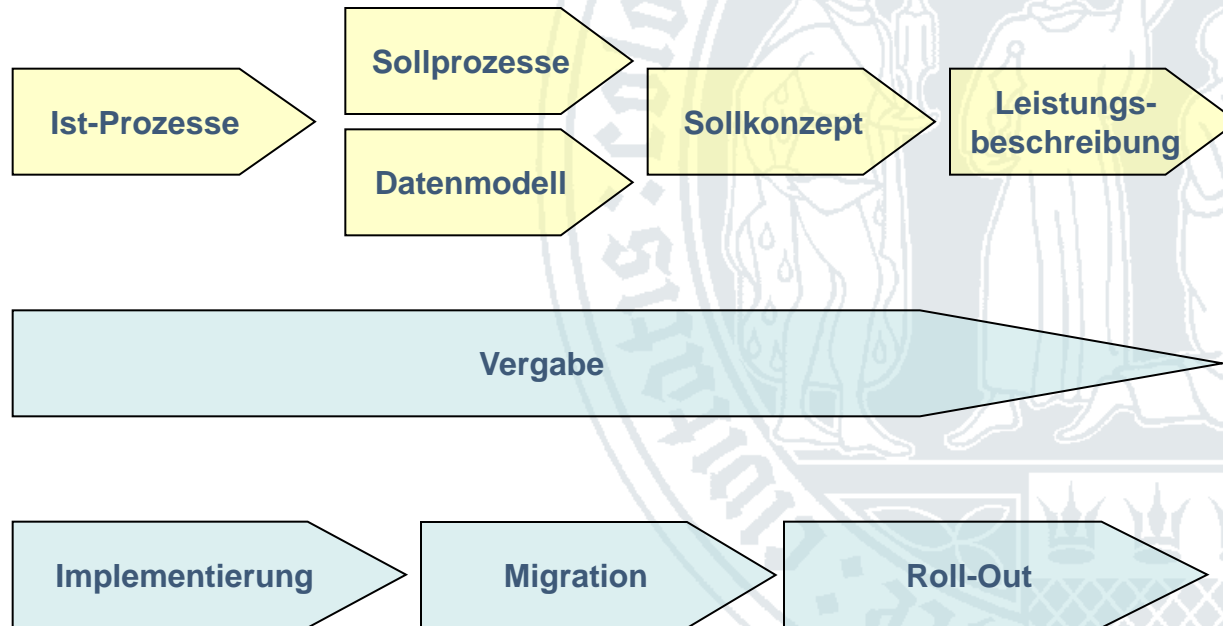 Ist-Prozesse
Sollprozesse
Datenmodell
Sollkonzept
Leistungs-
beschreibung
Vergabe
Implementierung
Migration
Roll-Out